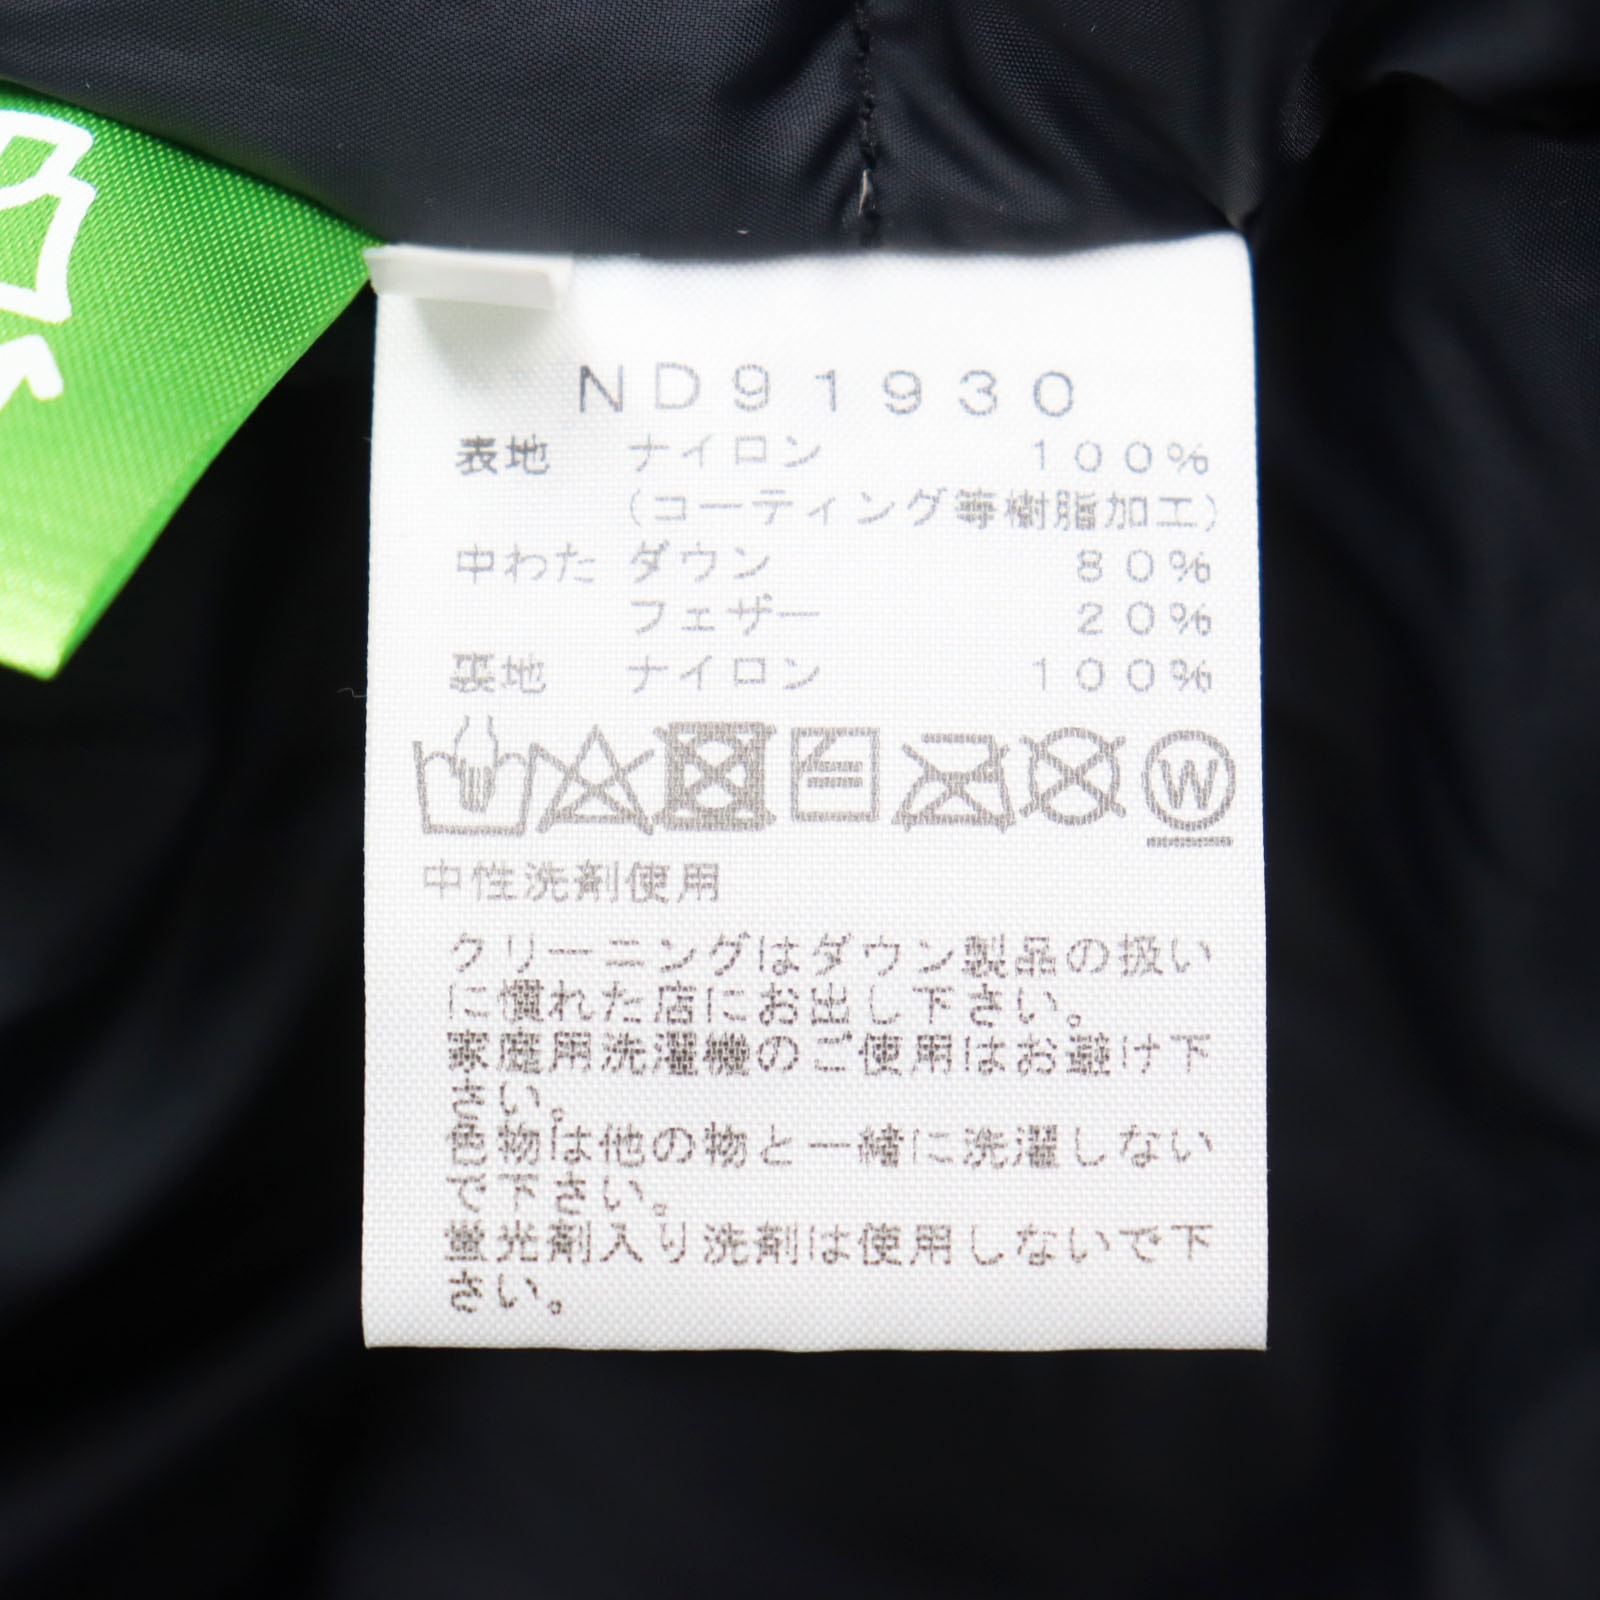 ND91930
表地 ナイロン 100%
(コーティング等樹脂加工)
中わた ダウン 80%
フェザー 20%
裏地 ナイロン 100%
W
中性洗剤使用
クリーニングはダウン製品の扱い
に慣れた店にお出し下さい。
家庭用洗濯機のご使用はお避け下
さい。
色物は他の物と一緒に洗濯しない
で下さい。
蛍光剤入り洗剤は使用しないで下
さい。